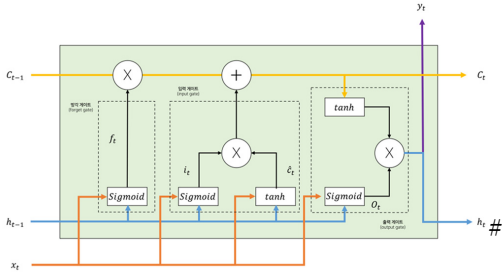 y_t
C_{t-1}
X
+
C_t
망각 게이트
(forget gate)
입력 게이트
(input gate)
tanh
f_t
i_t
X
ĉ_t
X
Sigmoid
Sigmoid
tanh
Sigmoid
O_t
h_{t-1}
h_t #
출력 게이트
(output gate)
x_t